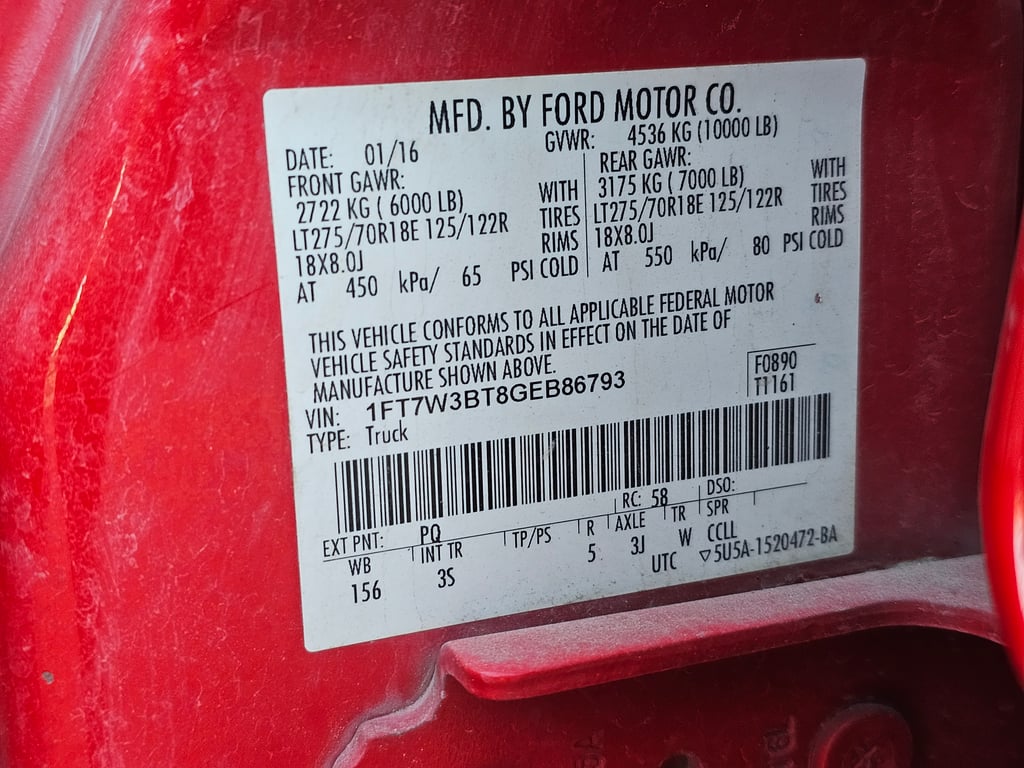 MFD. BY FORD MOTOR CO.
DATE: 01/16
GVWR: 4536 KG (10000 LB)
FRONT GAWR:
2722 KG ( 6000 LB) WITH
LT275/70R18E 125/122R TIRES
18X8.0J RIMS
AT 450 kPa/ 65 PSI COLD
REAR GAWR: WITH
3175 KG ( 7000 LB) TIRES
LT275/70R18E 125/122R RIMS
18X8.0J
AT 550 kPa/ 80 PSI COLD
THIS VEHICLE CONFORMS TO ALL APPLICABLE FEDERAL MOTOR
VEHICLE SAFETY STANDARDS IN EFFECT ON THE DATE OF
MANUFACTURE SHOWN ABOVE.
VIN: 1FT7W3BT8GEB86793
TYPE: Truck
F0890
T1161
EXT PNT: PQ RC: 58 DSO:
WB INT TR TP/PS R AXLE TR SPR
156 3S 5 3J W CCLL
UTC ▽5U5A-1520472-BA